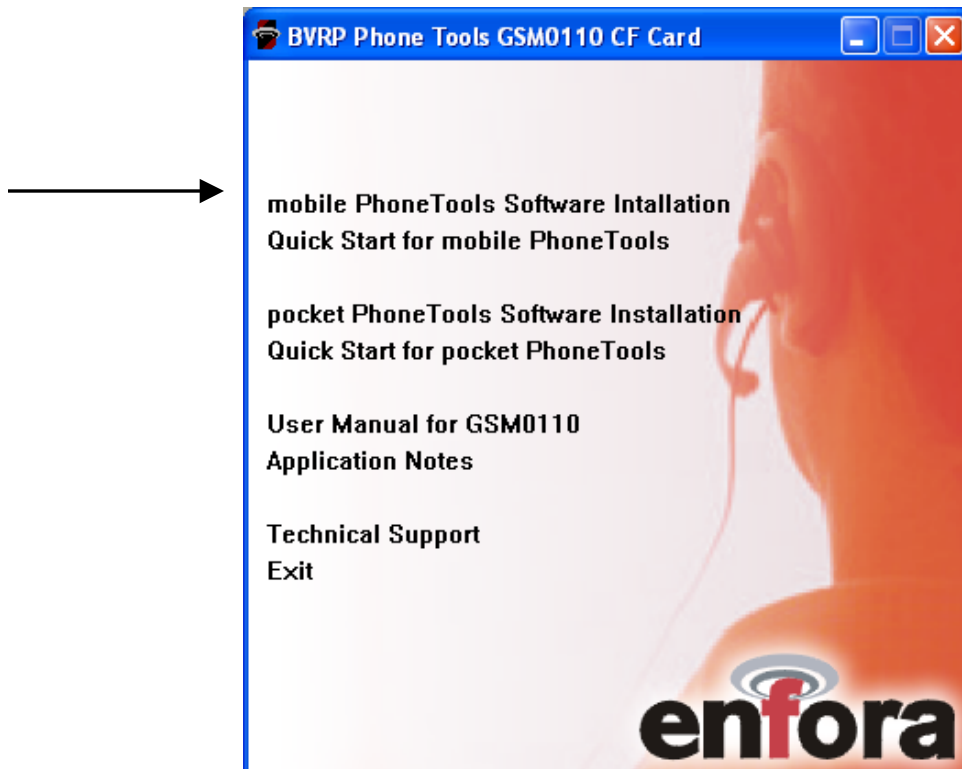 BVRP Phone Tools GSM0110 CF Card
mobile PhoneTools Software Intallation
Quick Start for mobile PhoneTools
pocket PhoneTools Software Installation
Quick Start for pocket PhoneTools
User Manual for GSM0110
Application Notes
Technical Support
Exit
enfora